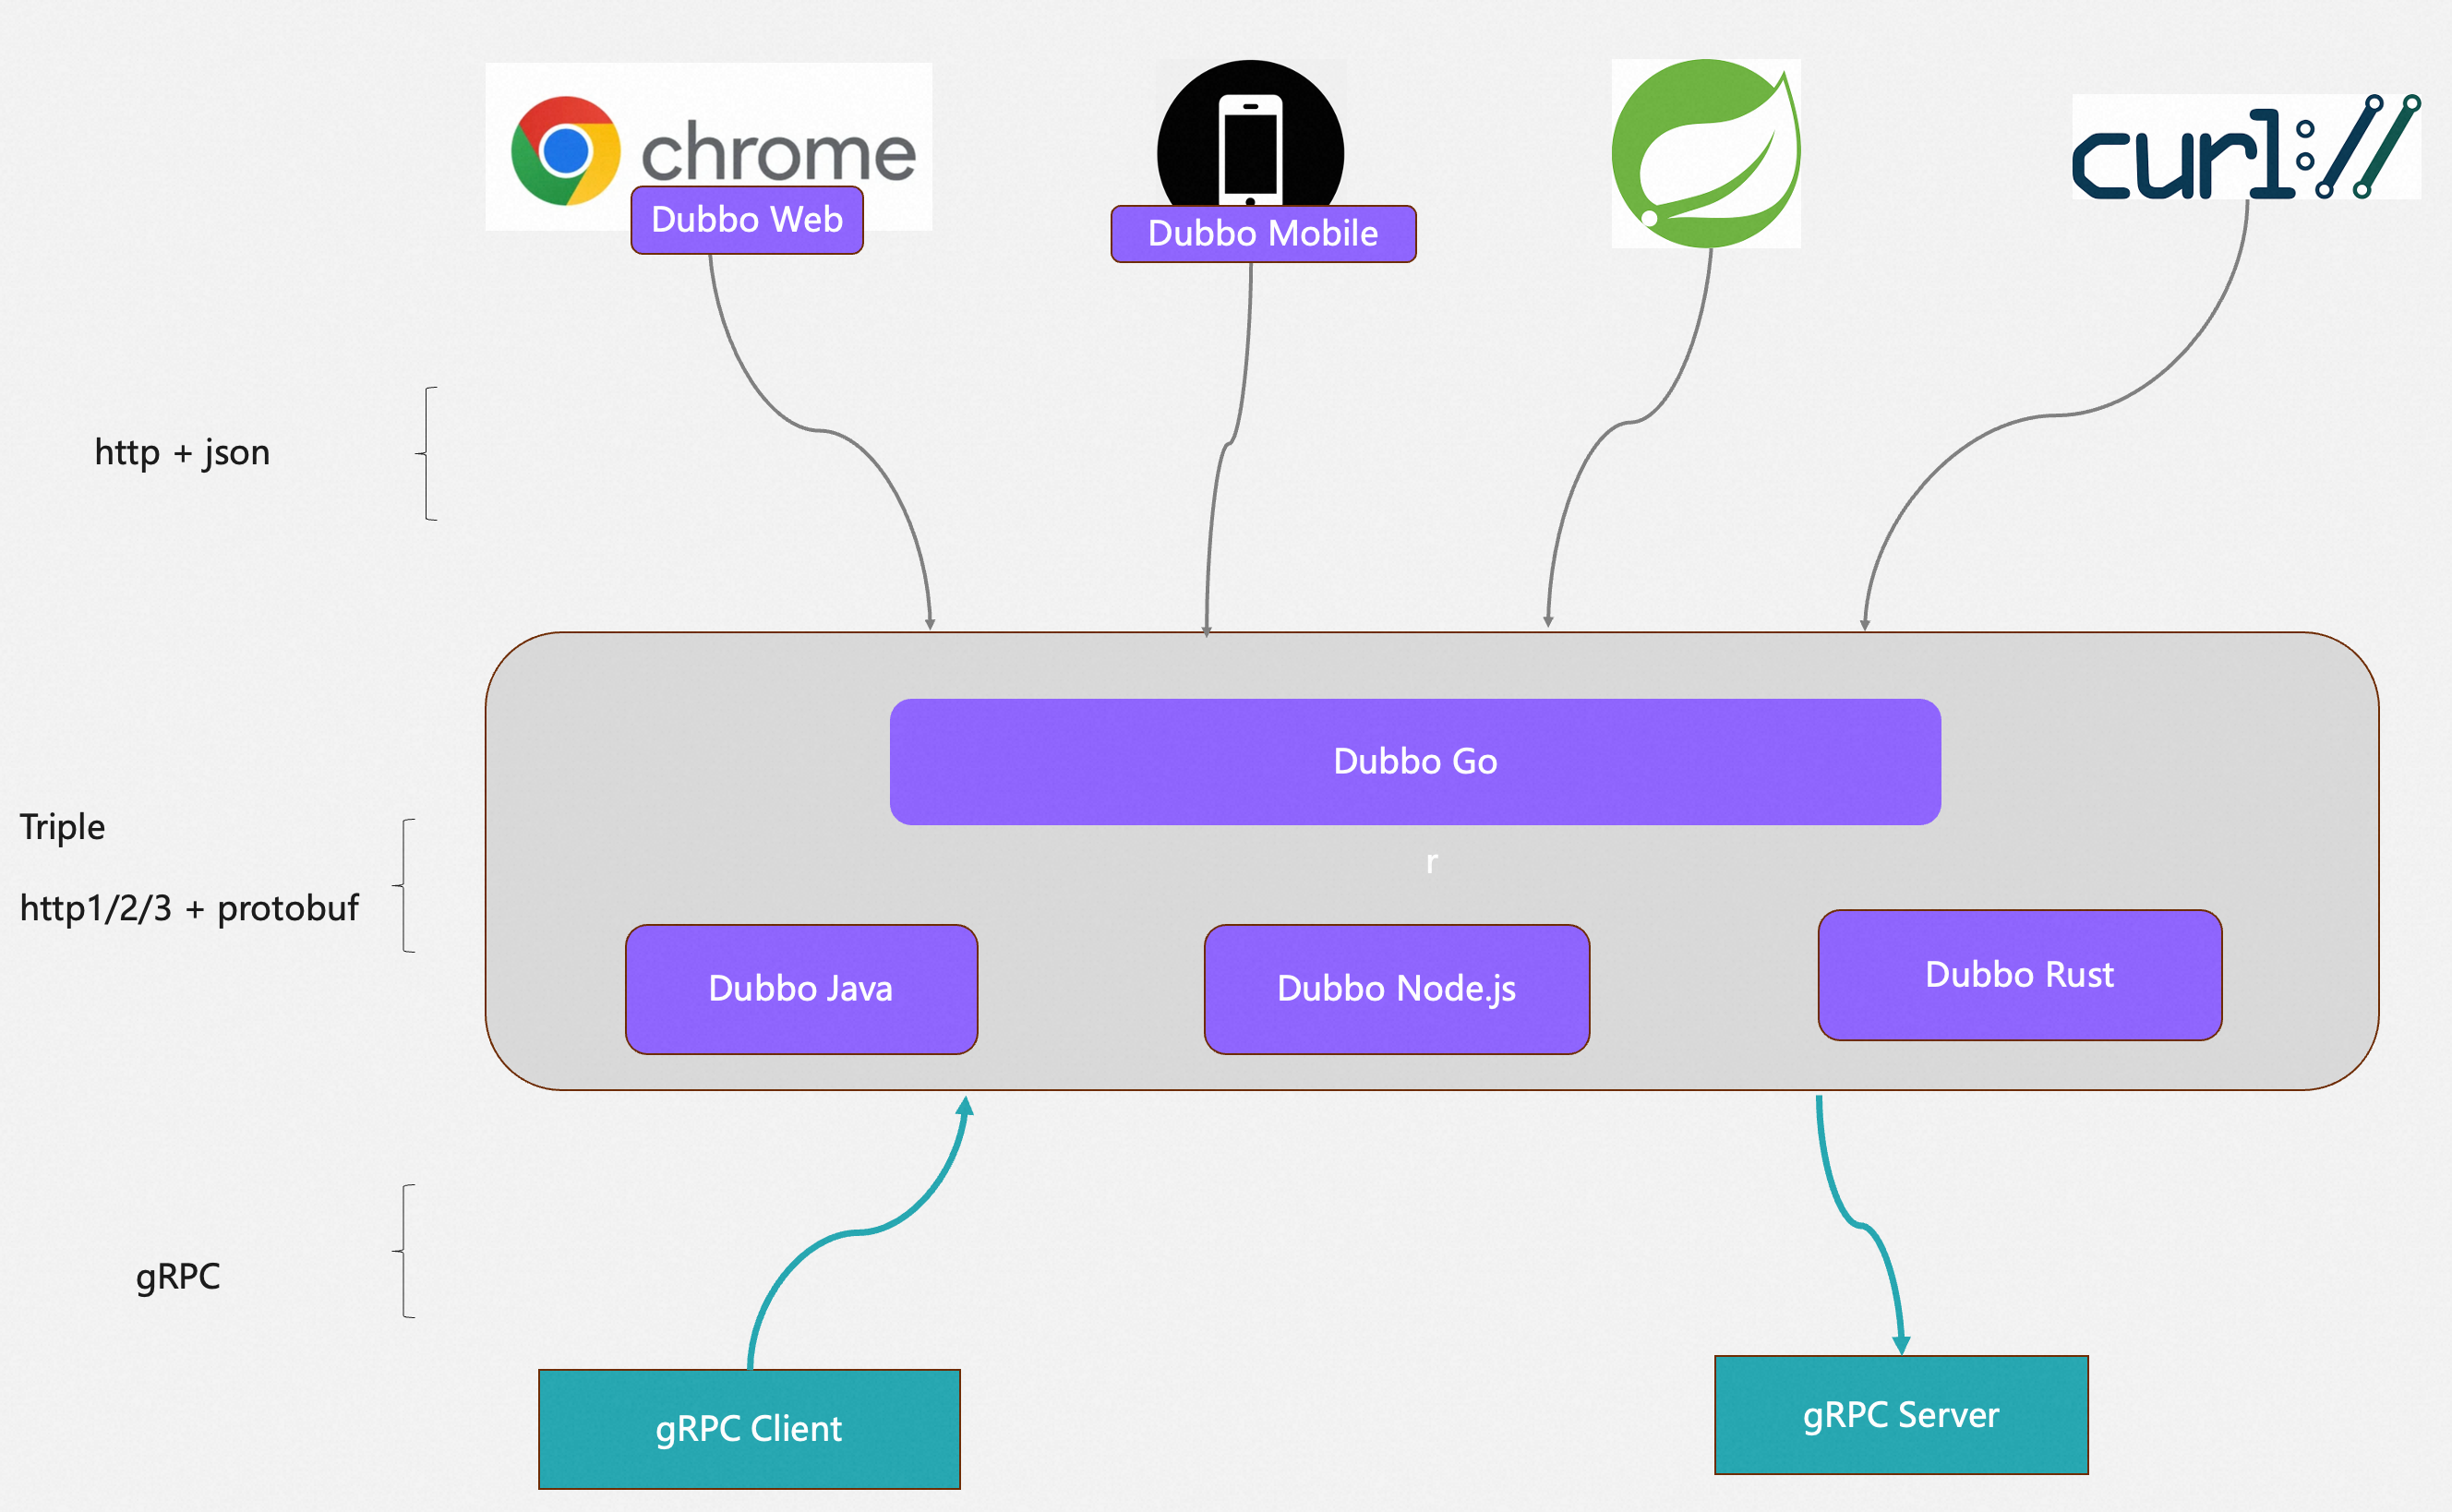 chrome
Dubbo Web
Dubbo Mobile
curl://
http + json
Dubbo Go
Triple
r
http1/2/3 + protobuf
Dubbo Java
Dubbo Node.js
Dubbo Rust
gRPC
gRPC Client
gRPC Server